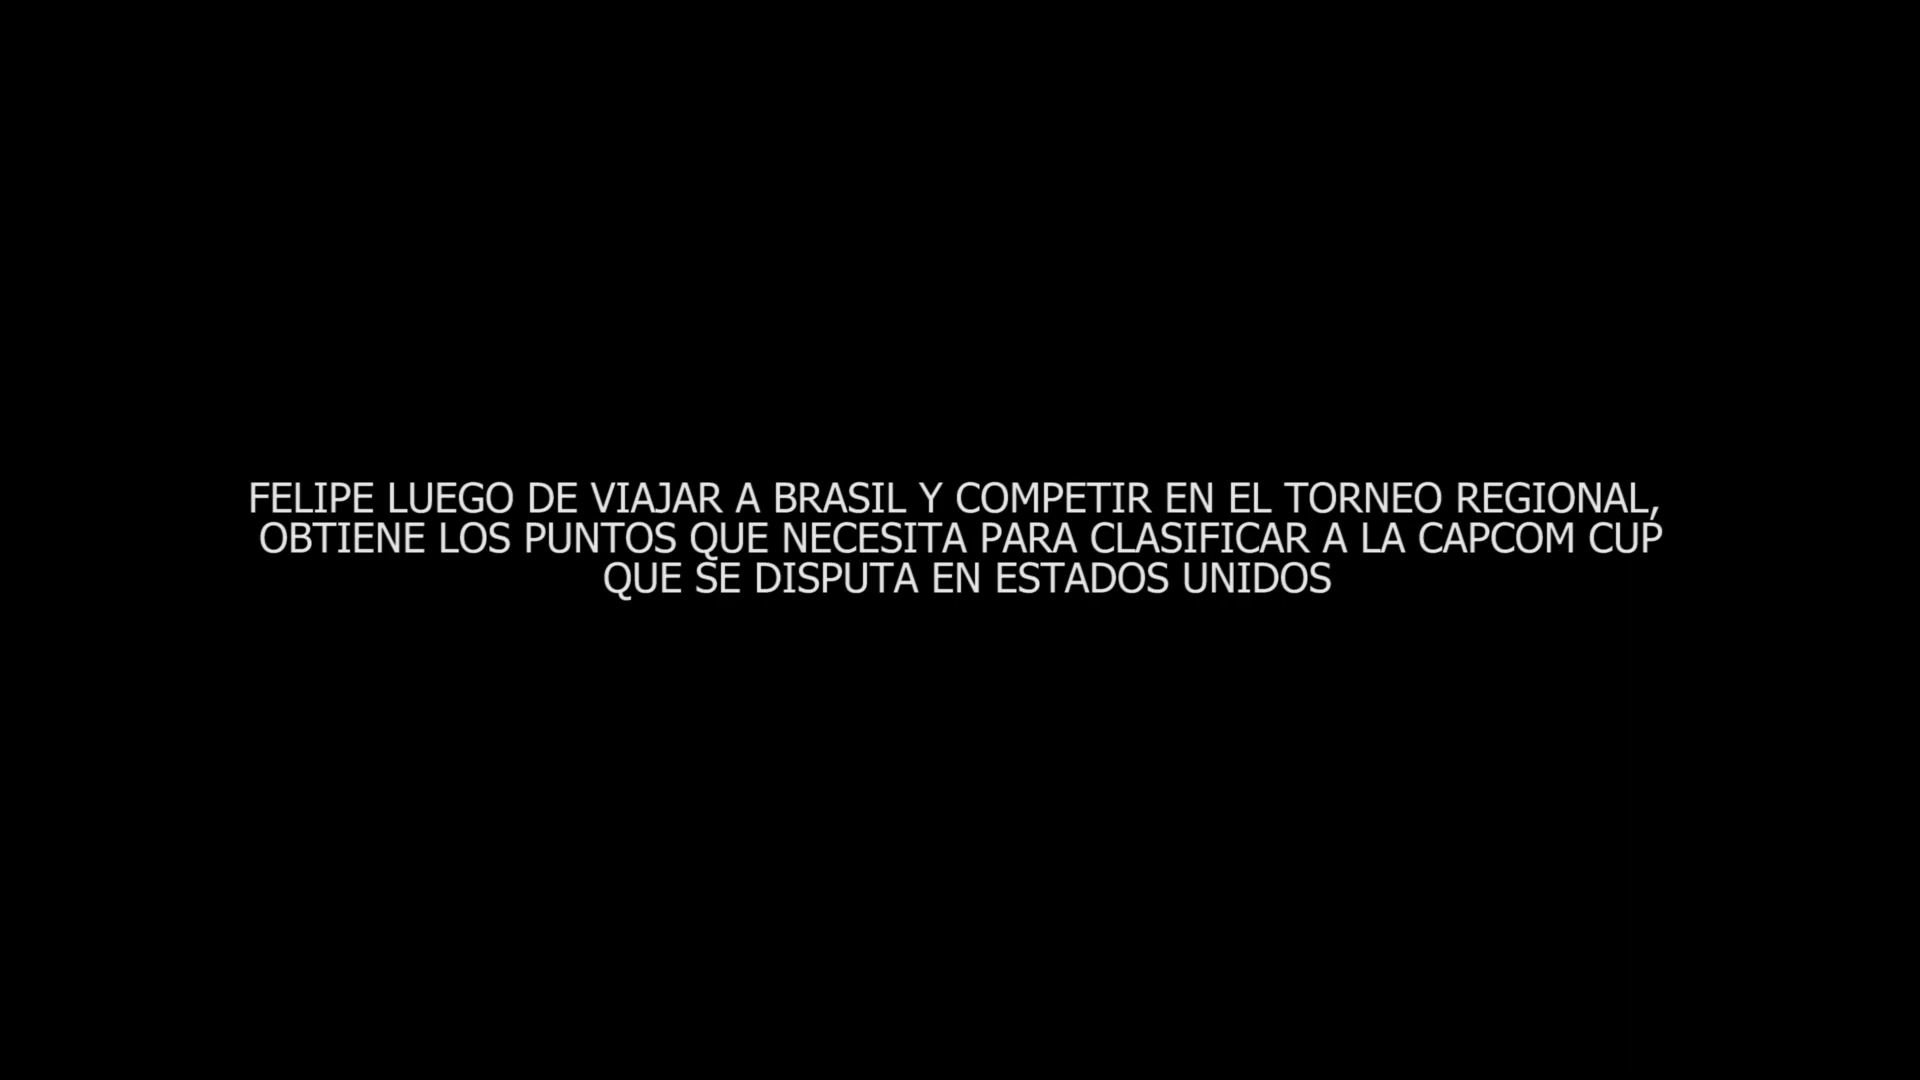 FELIPE LUEGO DE VIAJAR A BRASIL Y COMPETIR EN EL TORNEO REGIONAL,
OBTIENE LOS PUNTOS QUE NECESITA PARA CLASIFICAR A LA CAPCOM CUP
QUE SE DISPUTA EN ESTADOS UNIDOS